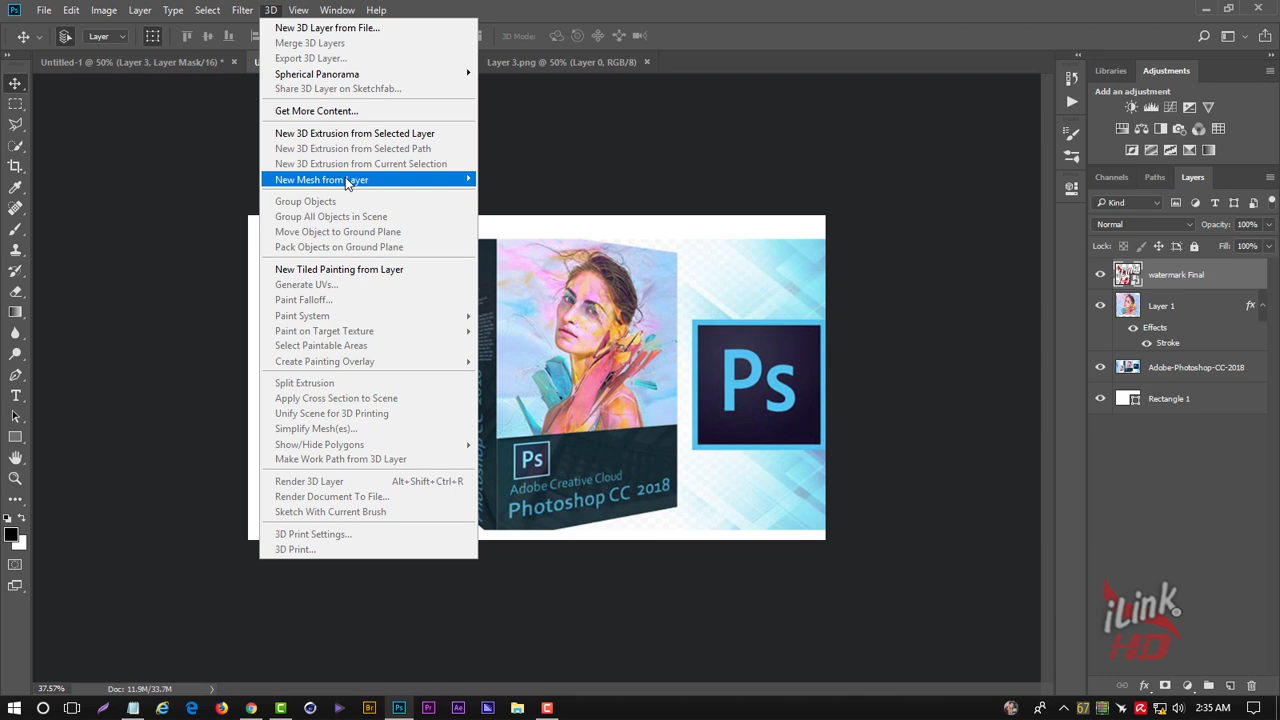 Ps File Edit Image Layer Type Select Filter 3D View Window Help
Layer
3D Mode:
Untitled-1 @ 50% (Layer 3, Layer Mask/16) * ×
Layer 3.png @ 50% (Layer 0, RGB/8) ×
New 3D Layer from File...
Merge 3D Layers
Export 3D Layer...
Spherical Panorama
Share 3D Layer on Sketchfab...
Get More Content...
New 3D Extrusion from Selected Layer
New 3D Extrusion from Selected Path
New 3D Extrusion from Current Selection
New Mesh from Layer
Group Objects
Group All Objects in Scene
Move Object to Ground Plane
Pack Objects on Ground Plane
New Tiled Painting from Layer
Generate UVs...
Paint Falloff...
Paint System
Paint on Target Texture
Select Paintable Areas
Create Painting Overlay
Split Extrusion
Apply Cross Section to Scene
Unify Scene for 3D Printing
Simplify Mesh(es)...
Show/Hide Polygons
Make Work Path from 3D Layer
Render 3D Layer Alt+Shift+Ctrl+R
Render Document To File...
Sketch With Current Brush
3D Print Settings...
3D Print...
Ps
Adobe Creative Cloud
Photoshop CC 2018
Ps
Libraries Adjustments
Add an adjustment
Channels Paths Layers
Kind
Normal Opacity: 100%
Lock: Fill: 100%
watermark Final
Layer 1 fx
Effects
Stroke
Adobe-Photoshop-CC-2018
Rectangle 1
iLink
HD
37.57% Doc: 11.9M/33.7M
Br Ps Pr Ae 67 2:35 AM